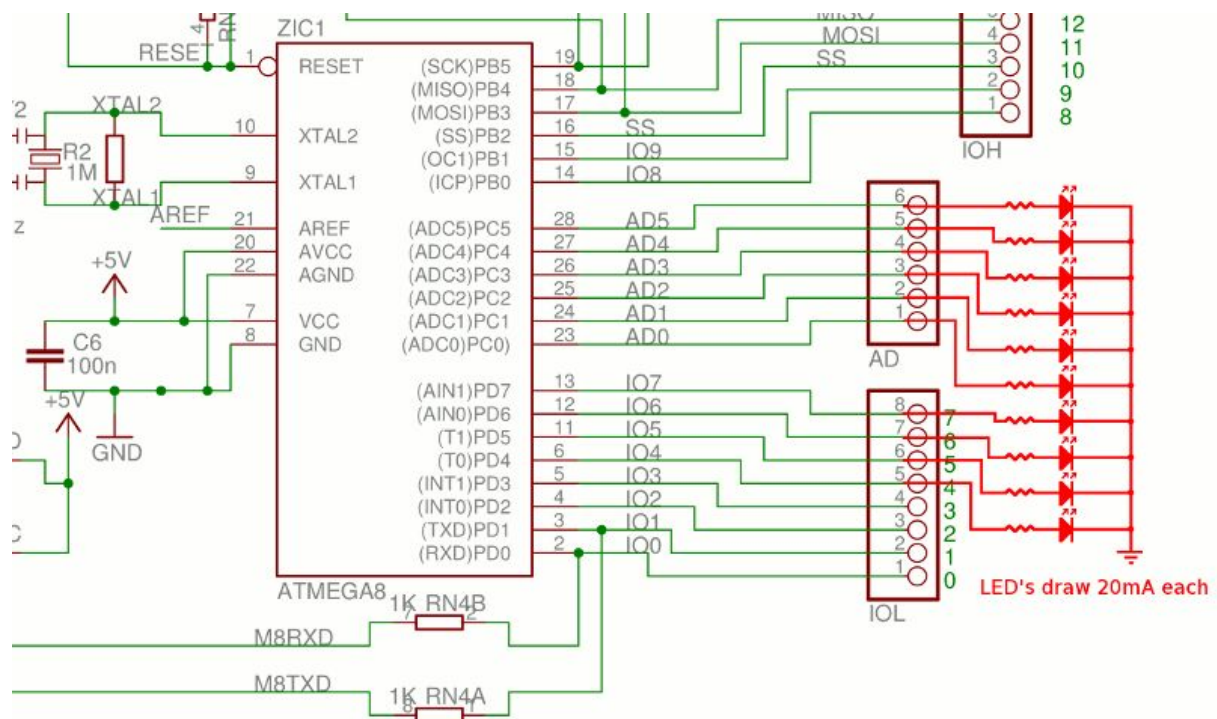 ZIC1
4
RN
RESET
1
RESET
XTAL2
10
XTAL2
R2
1M
9
XTAL1
XTAL1
AREF
21
AREF
20
AVCC
22
AGND
+5V
7
VCC
8
GND
C6
100n
+5V
GND
(SCK)PB5
19
(MISO)PB4
18
(MOSI)PB3
17
(SS)PB2
16
SS
(OC1)PB1
15
IO9
(ICP)PB0
14
IO8
(ADC5)PC5
28
AD5
(ADC4)PC4
27
AD4
(ADC3)PC3
26
AD3
(ADC2)PC2
25
AD2
(ADC1)PC1
24
AD1
(ADC0)PC0)
23
AD0
(AIN1)PD7
13
IO7
(AIN0)PD6
12
IO6
(T1)PD5
11
IO5
(T0)PD4
6
IO4
(INT1)PD3
5
IO3
(INT0)PD2
4
IO2
(TXD)PD1
3
IO1
(RXD)PD0
2
IO0
ATMEGA8
MISO
MOSI
SS
5 12
4 11
3 10
2 9
1 8
IOH
6
5
4
3
2
1
AD
8 7
7 6
6 5
5 4
4 3
3 2
2 1
1 0
IOL
LED's draw 20mA each
1K RN4B
7 2
M8RXD
M8TXD
1K RN4A
8 1